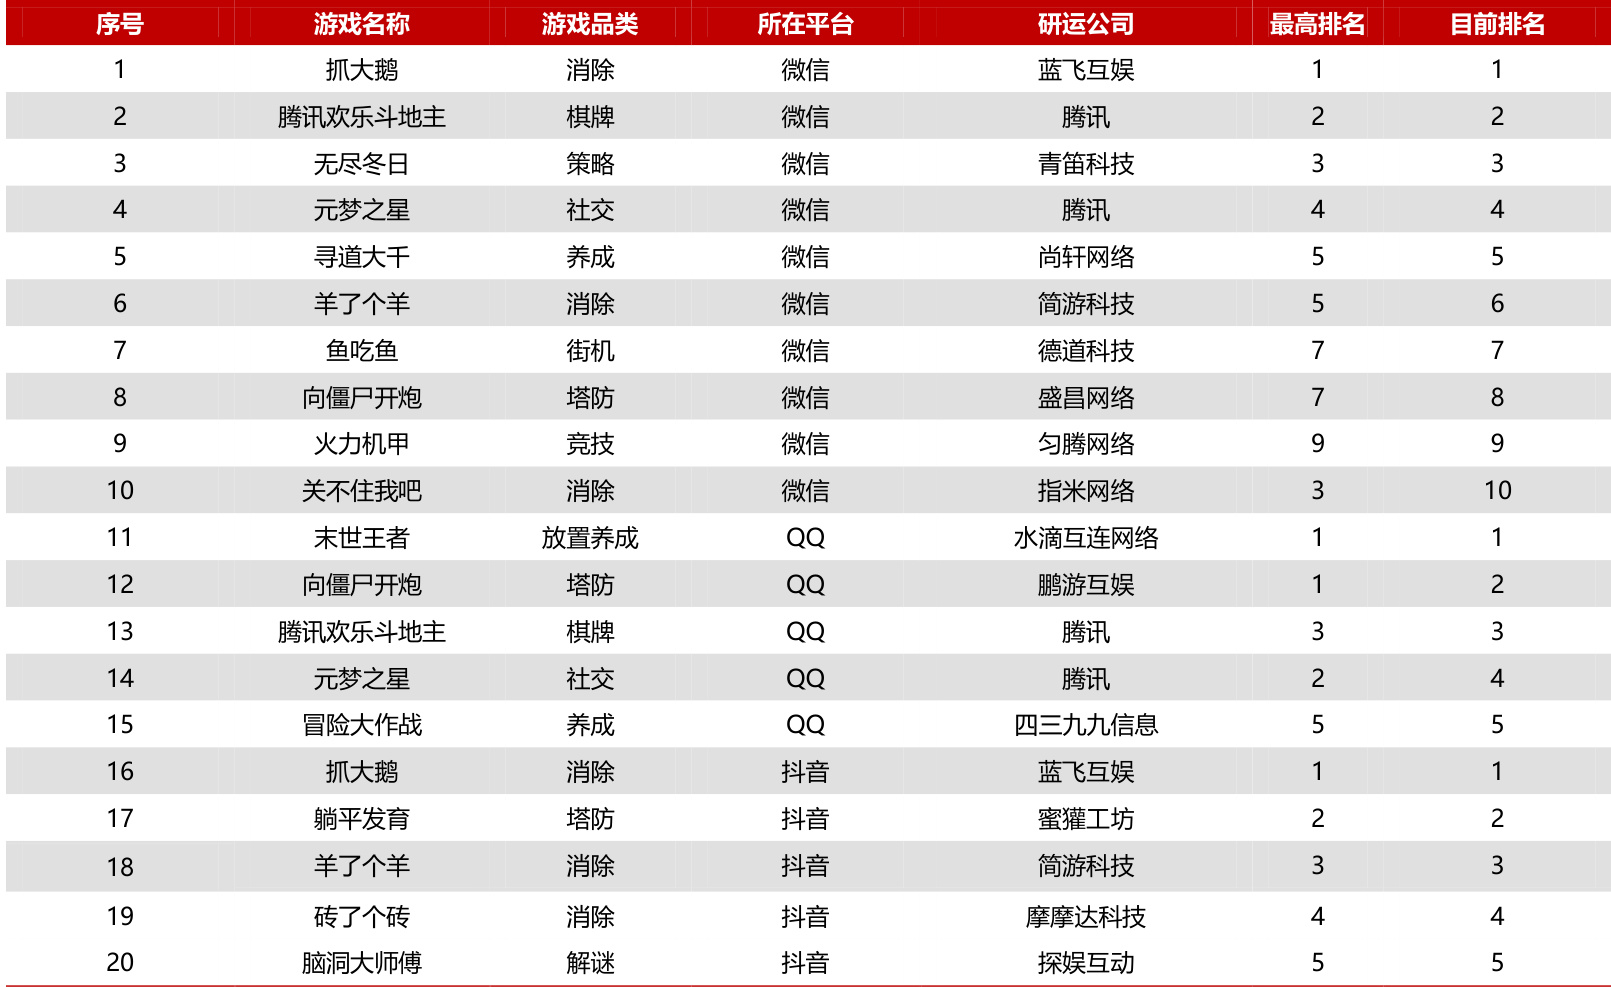 序号 游戏名称 游戏品类 所在平台 研运公司 最高排名 目前排名
1 抓大鹅 消除 微信 蓝飞互娱 1 1
2 腾讯欢乐斗地主 棋牌 微信 腾讯 2 2
3 无尽冬日 策略 微信 青笛科技 3 3
4 元梦之星 社交 微信 腾讯 4 4
5 寻道大千 养成 微信 尚轩网络 5 5
6 羊了个羊 消除 微信 简游科技 5 6
7 鱼吃鱼 街机 微信 德道科技 7 7
8 向僵尸开炮 塔防 微信 盛昌网络 7 8
9 火力机甲 竞技 微信 匀腾网络 9 9
10 关不住我吧 消除 微信 指米网络 3 10
11 末世王者 放置养成 QQ 水滴互连网络 1 1
12 向僵尸开炮 塔防 QQ 鹏游互娱 1 2
13 腾讯欢乐斗地主 棋牌 QQ 腾讯 3 3
14 元梦之星 社交 QQ 腾讯 2 4
15 冒险大作战 养成 QQ 四三九九信息 5 5
16 抓大鹅 消除 抖音 蓝飞互娱 1 1
17 躺平发育 塔防 抖音 蜜獾工坊 2 2
18 羊了个羊 消除 抖音 简游科技 3 3
19 砖了个砖 消除 抖音 摩摩达科技 4 4
20 脑洞大师傅 解谜 抖音 探娱互动 5 5